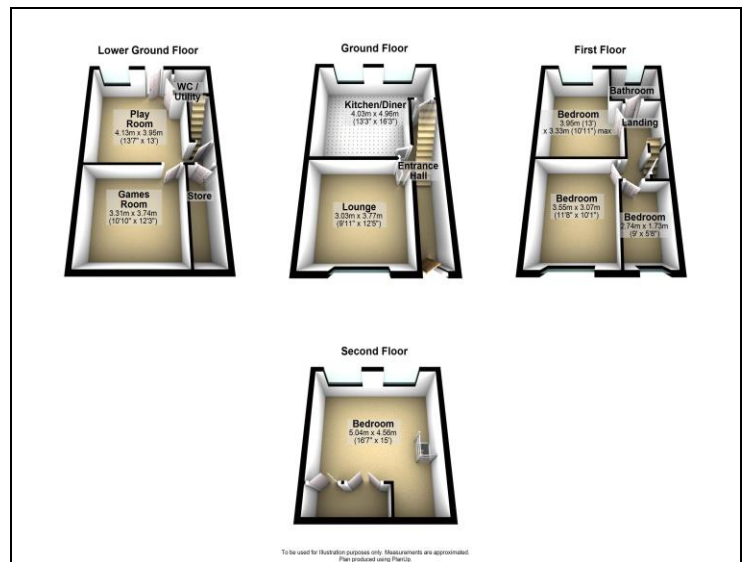 Lower Ground Floor
WC /
Utility
Play
Room
4.13m x 3.95m
(13'7" x 13')
Games
Room
3.31m x 3.74m
(10'10" x 12'3")
Store
Ground Floor
Kitchen/Diner
4.03m x 4.96m
(13'3" x 16'3")
Entrance
Hall
Lounge
3.03m x 3.77m
(9'11" x 12'5")
First Floor
Bathroom
Bedroom
3.95m (13')
x 3.33m (10'11") max
Landing
Bedroom
3.55m x 3.07m
(11'8" x 10'1")
Bedroom
2.74m x 1.73m
(9' x 5'8")
Second Floor
Bedroom
5.04m x 4.56m
(16'7" x 15')
To be used for illustration purposes only. Measurements are approximated.
Plan produced using PlanUp.